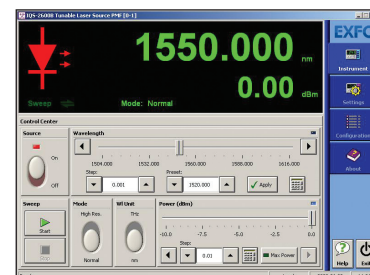 IQS-2600B Tunable Laser Source PMF [0-1]
EXFO
1550.000 nm
0.00 dBm
Sweep
Mode: Normal
Instrument
Settings
Configuration
About
Control Center
Source
On
Off
Wavelength
1504.000 1532.000 1560.000 1588.000 1616.000
Step:
0.001
Preset:
1520.000
Apply
Sweep
Start
Stop
Mode
High Res.
Normal
Wl Unit
THz
nm
Power (dBm)
-10.0 -7.5 -5.0 -2.5 0.0
Step:
0.01
Max Power
Help
Exit